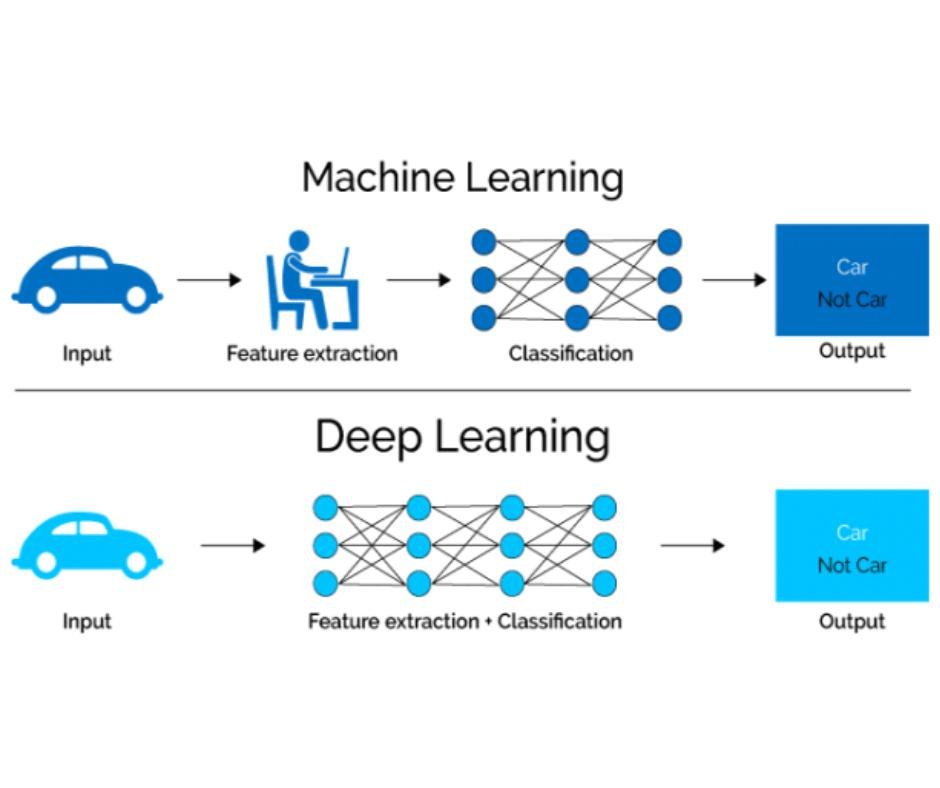 Machine Learning
Car
Not Car
Input
Feature extraction
Classification
Output
Deep Learning
Car
Not Car
Input
Feature extraction + Classification
Output